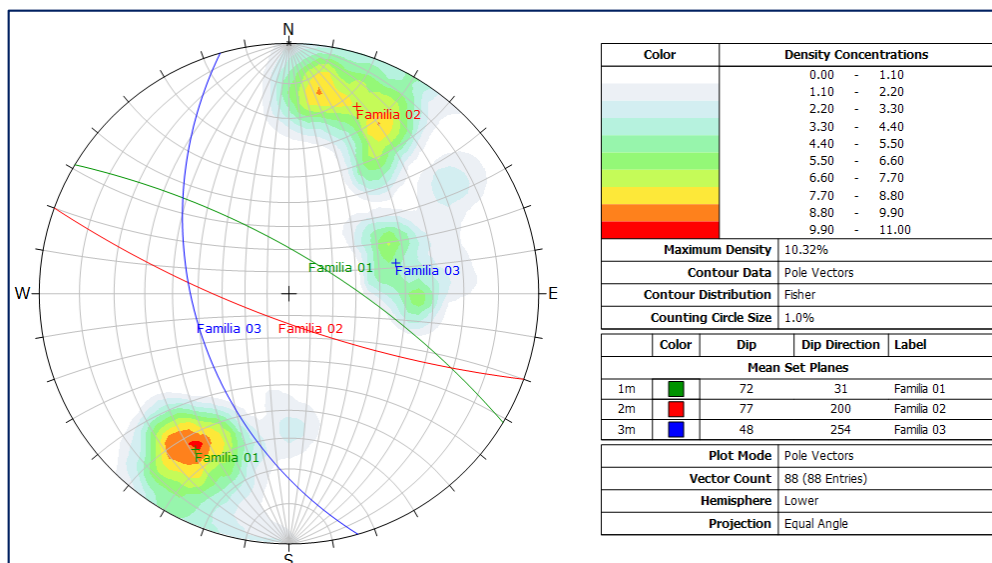 N
Familia 02
Familia 01
Familia 03
W
E
Familia 03
Familia 02
Familia 01
S
Color Density Concentrations
0.00 - 1.10
1.10 - 2.20
2.20 - 3.30
3.30 - 4.40
4.40 - 5.50
5.50 - 6.60
6.60 - 7.70
7.70 - 8.80
8.80 - 9.90
9.90 - 11.00
Maximum Density 10.32%
Contour Data Pole Vectors
Contour Distribution Fisher
Counting Circle Size 1.0%
Color Dip Dip Direction Label
Mean Set Planes
1m 72 31 Familia 01
2m 77 200 Familia 02
3m 48 254 Familia 03
Plot Mode Pole Vectors
Vector Count 88 (88 Entries)
Hemisphere Lower
Projection Equal Angle